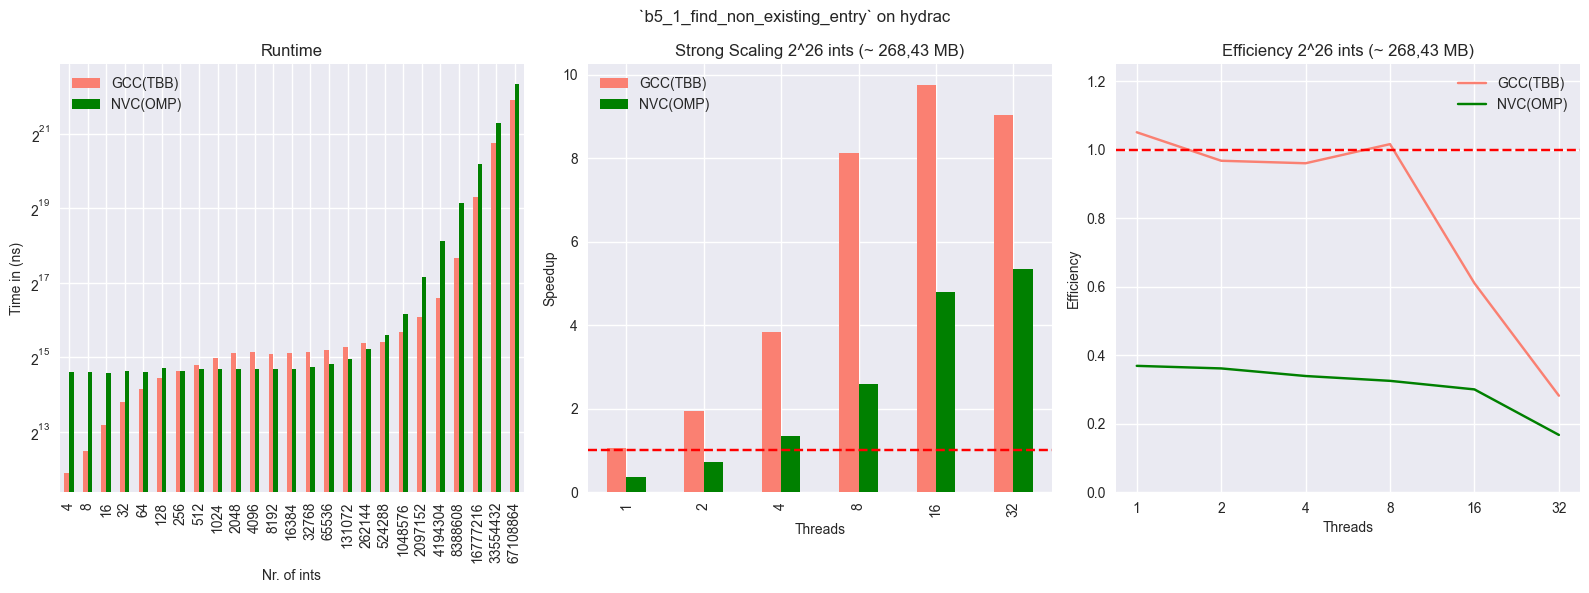 `b5_1_find_non_existing_entry` on hydrac
Runtime
GCC(TBB)
NVC(OMP)
Time in (ns)
2^21
2^19
2^17
2^15
2^13
4 8 16 32 64 128 256 512 1024 2048 4096 8192 16384 32768 65536 131072 262144 524288 1048576 2097152 4194304 8388608 16777216 33554432 67108864
Nr. of ints
Strong Scaling 2^26 ints (~ 268,43 MB)
GCC(TBB)
NVC(OMP)
Speedup
10
8
6
4
2
0
1 2 4 8 16 32
Threads
Efficiency 2^26 ints (~ 268,43 MB)
GCC(TBB)
NVC(OMP)
Efficiency
1.2
1.0
0.8
0.6
0.4
0.2
0.0
1 2 4 8 16 32
Threads